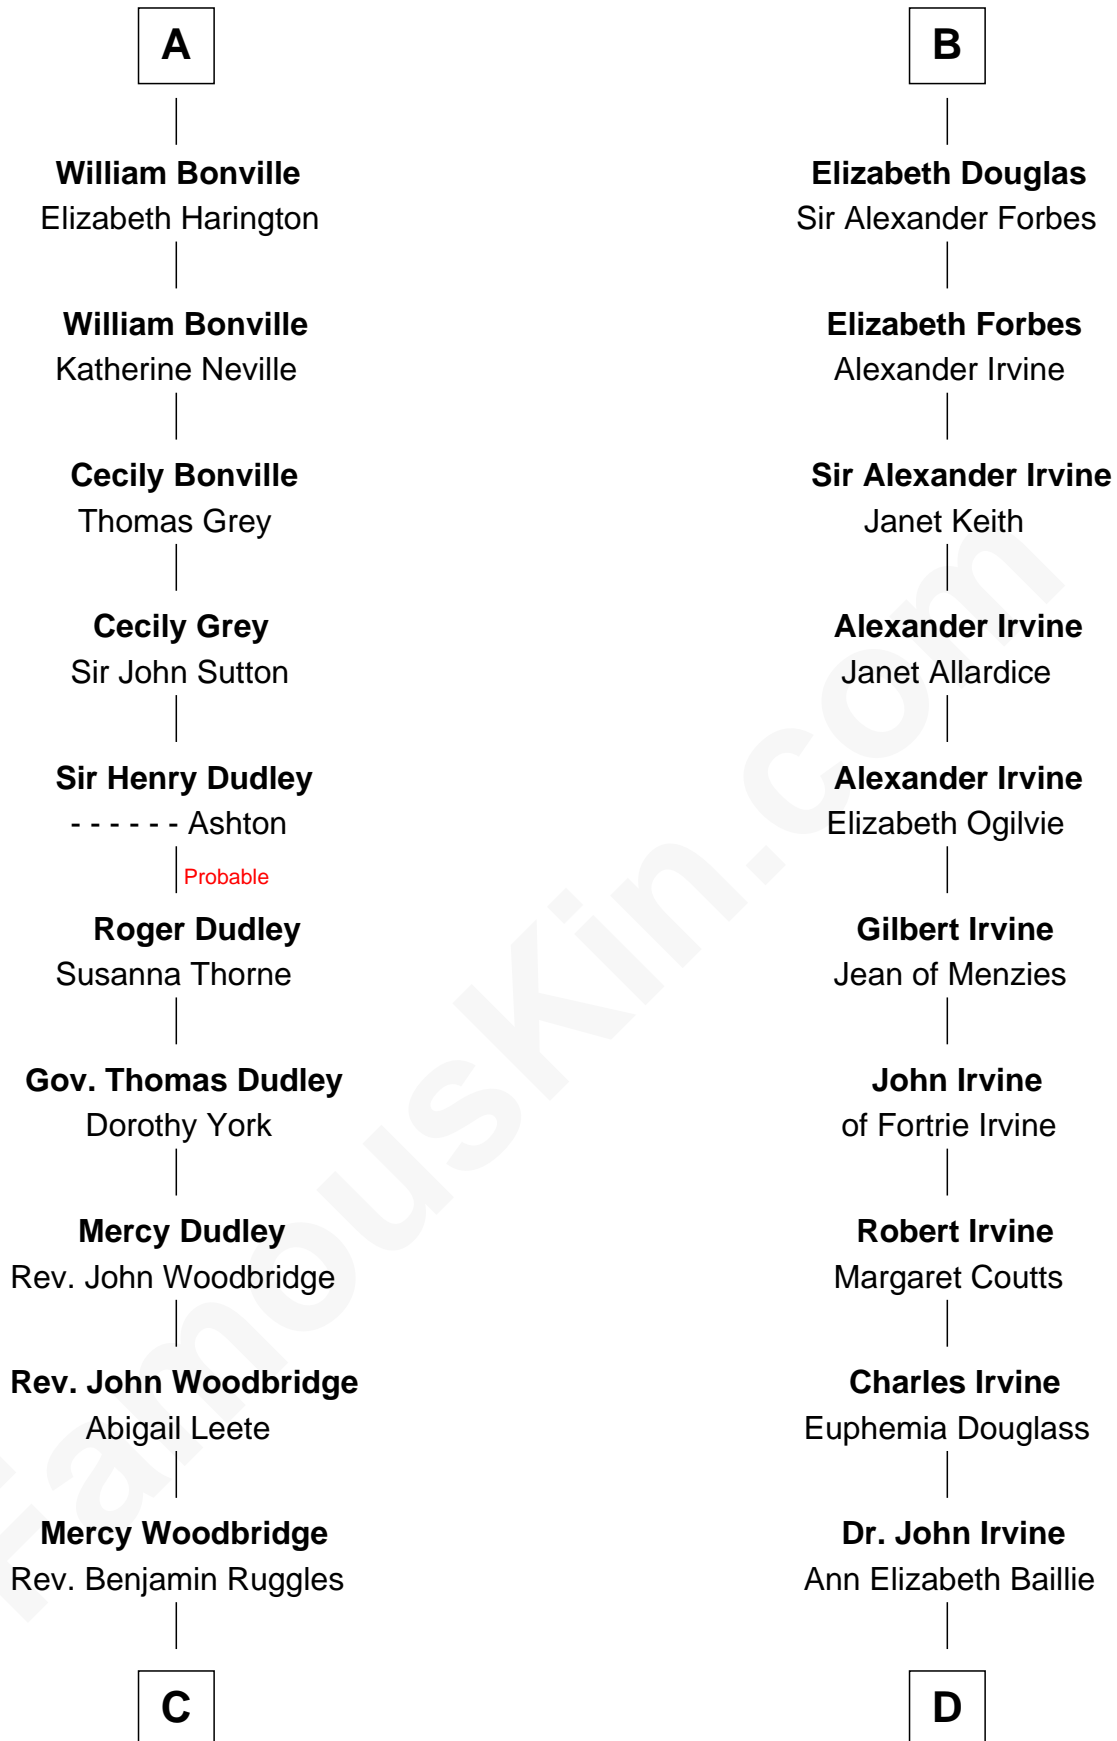 A
William Bonville
Elizabeth Harington
William Bonville
Katherine Neville
Cecily Bonville
Thomas Grey
Cecily Grey
Sir John Sutton
Sir Henry Dudley
- - - - - - Ashton
Probable
Roger Dudley
Susanna Thorne
Gov. Thomas Dudley
Dorothy York
Mercy Dudley
Rev. John Woodbridge
Rev. John Woodbridge
Abigail Leete
Mercy Woodbridge
Rev. Benjamin Ruggles
C
B
Elizabeth Douglas
Sir Alexander Forbes
Elizabeth Forbes
Alexander Irvine
Sir Alexander Irvine
Janet Keith
Alexander Irvine
Janet Allardice
Alexander Irvine
Elizabeth Ogilvie
Gilbert Irvine
Jean of Menzies
John Irvine
of Fortrie Irvine
Robert Irvine
Margaret Coutts
Charles Irvine
Euphemia Douglass
Dr. John Irvine
Ann Elizabeth Baillie
D
FamousKin.com